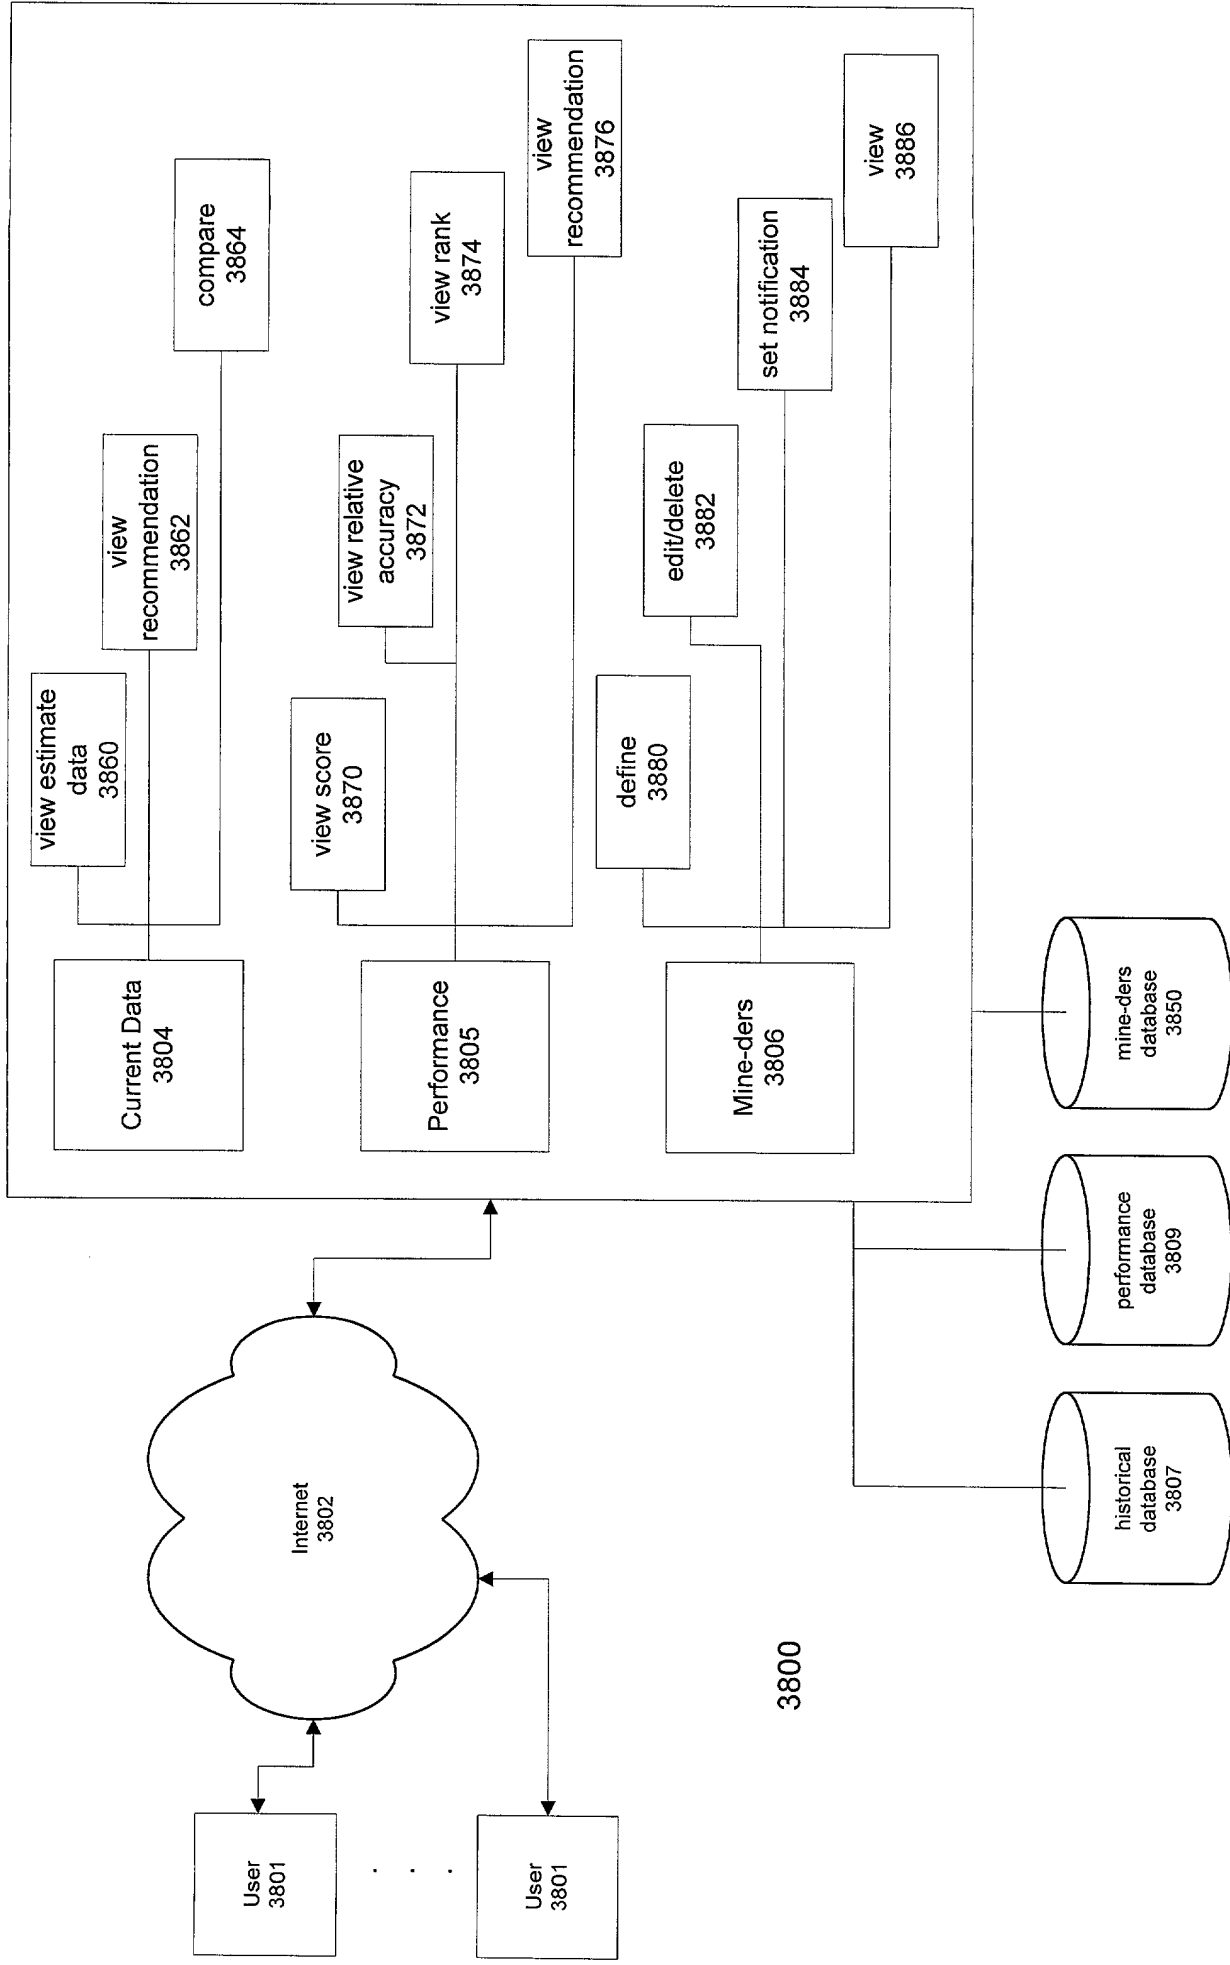 User
3801
User
3801
Internet
3802
3800
Current Data
3804
view estimate
data
3860
view
recommendation
3862
compare
3864
Performance
3805
view score
3870
view relative
accuracy
3872
view rank
3874
view
recommendation
3876
Mine-ders
3806
define
3880
edit/delete
3882
set notification
3884
view
3886
historical
database
3807
performance
database
3809
mine-ders
database
3850